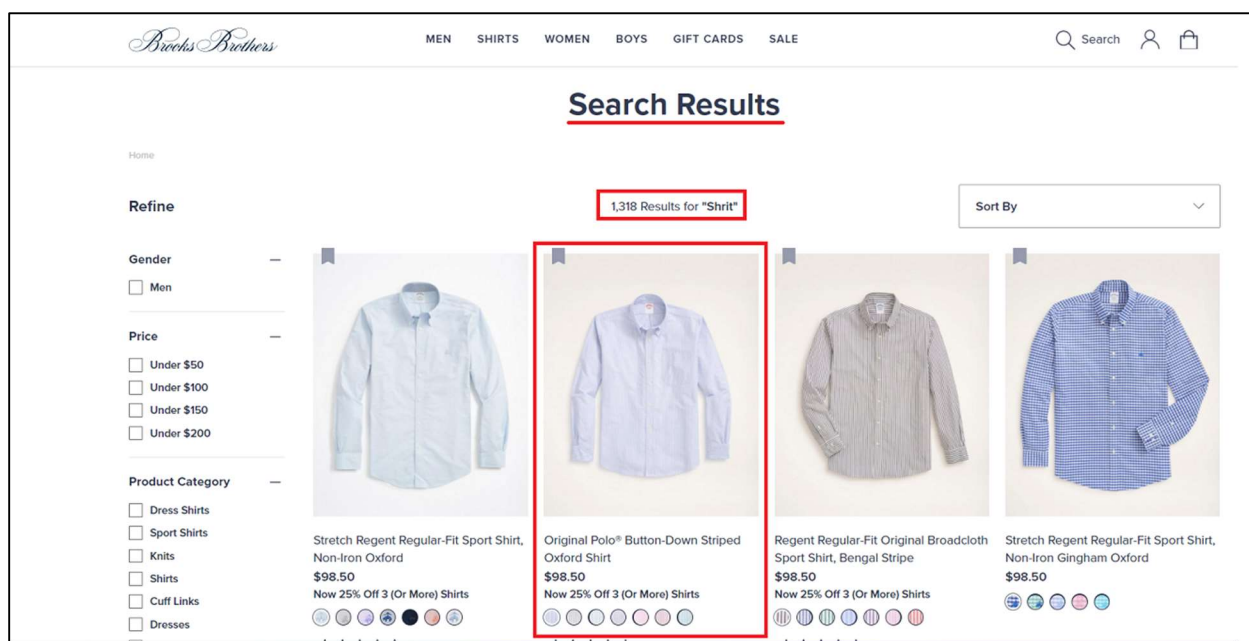 Brooks Brothers
MEN SHIRTS WOMEN BOYS GIFT CARDS SALE
Search
Search Results
Home
Refine
1,318 Results for "Shrit"
Sort By
Gender
Men
Price
Under $50
Under $100
Under $150
Under $200
Product Category
Dress Shirts
Sport Shirts
Knits
Shirts
Cuff Links
Dresses
Stretch Regent Regular-Fit Sport Shirt,
Non-Iron Oxford
$98.50
Now 25% Off 3 (Or More) Shirts
Original Polo® Button-Down Striped
Oxford Shirt
$98.50
Now 25% Off 3 (Or More) Shirts
Regent Regular-Fit Original Broadcloth
Sport Shirt, Bengal Stripe
$98.50
Now 25% Off 3 (Or More) Shirts
Stretch Regent Regular-Fit Sport Shirt,
Non-Iron Gingham Oxford
$98.50